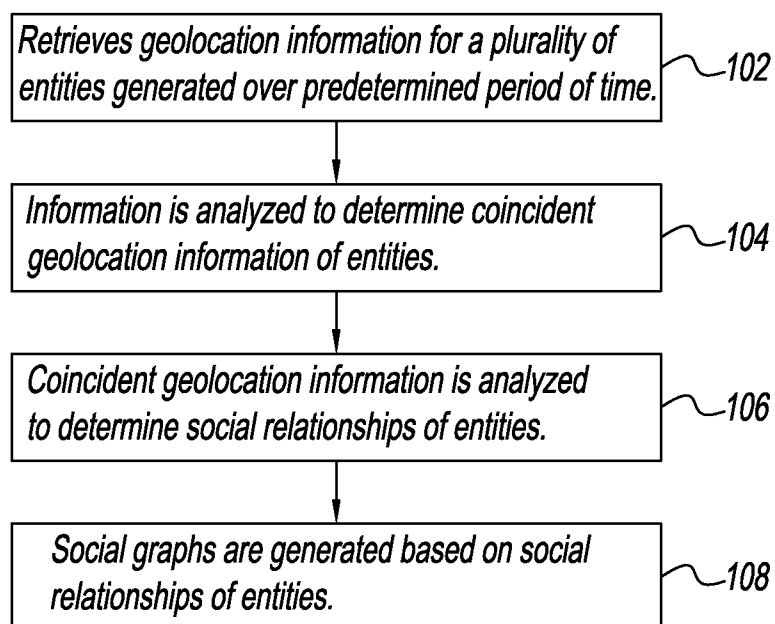 Retrieves geolocation information for a plurality of
entities generated over predetermined period of time.
102
Information is analyzed to determine coincident
geolocation information of entities.
104
Coincident geolocation information is analyzed
to determine social relationships of entities.
106
Social graphs are generated based on social
relationships of entities.
108